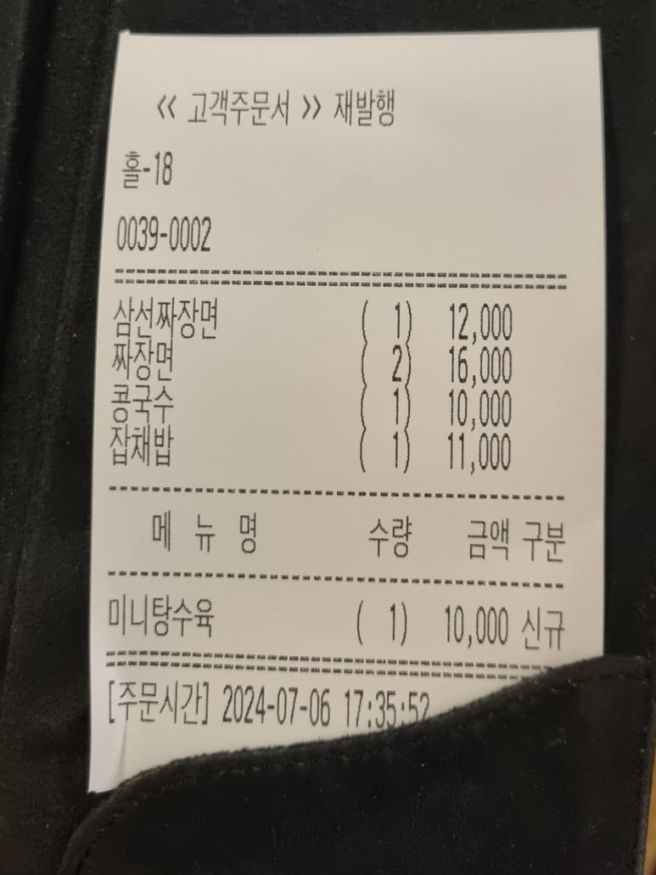 << 고객주문서 >> 재발행
홀-18
0039-0002
삼선짜장면 ( 1) 12,000
짜장면 ( 2) 16,000
콩국수 ( 1) 10,000
잡채밥 ( 1) 11,000
메 뉴 명 수량 금액 구분
미니탕수육 ( 1) 10,000 신규
[주문시간] 2024-07-06 17:35:52